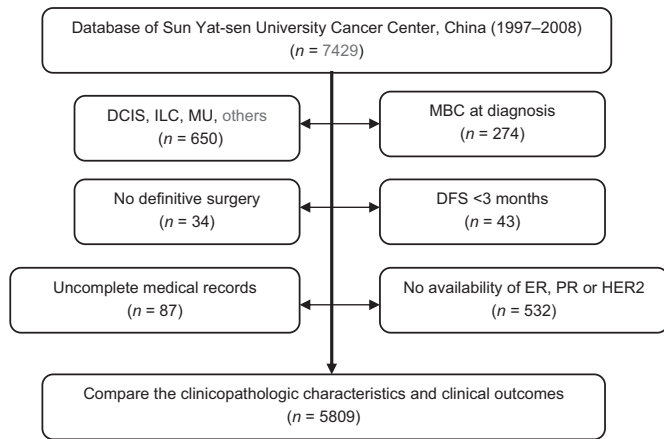 Database of Sun Yat-sen University Cancer Center, China (1997–2008)
(n = 7429)
DCIS, ILC, MU, others
(n = 650)
MBC at diagnosis
(n = 274)
No definitive surgery
(n = 34)
DFS <3 months
(n = 43)
Uncomplete medical records
(n = 87)
No availability of ER, PR or HER2
(n = 532)
Compare the clinicopathologic characteristics and clinical outcomes
(n = 5809)